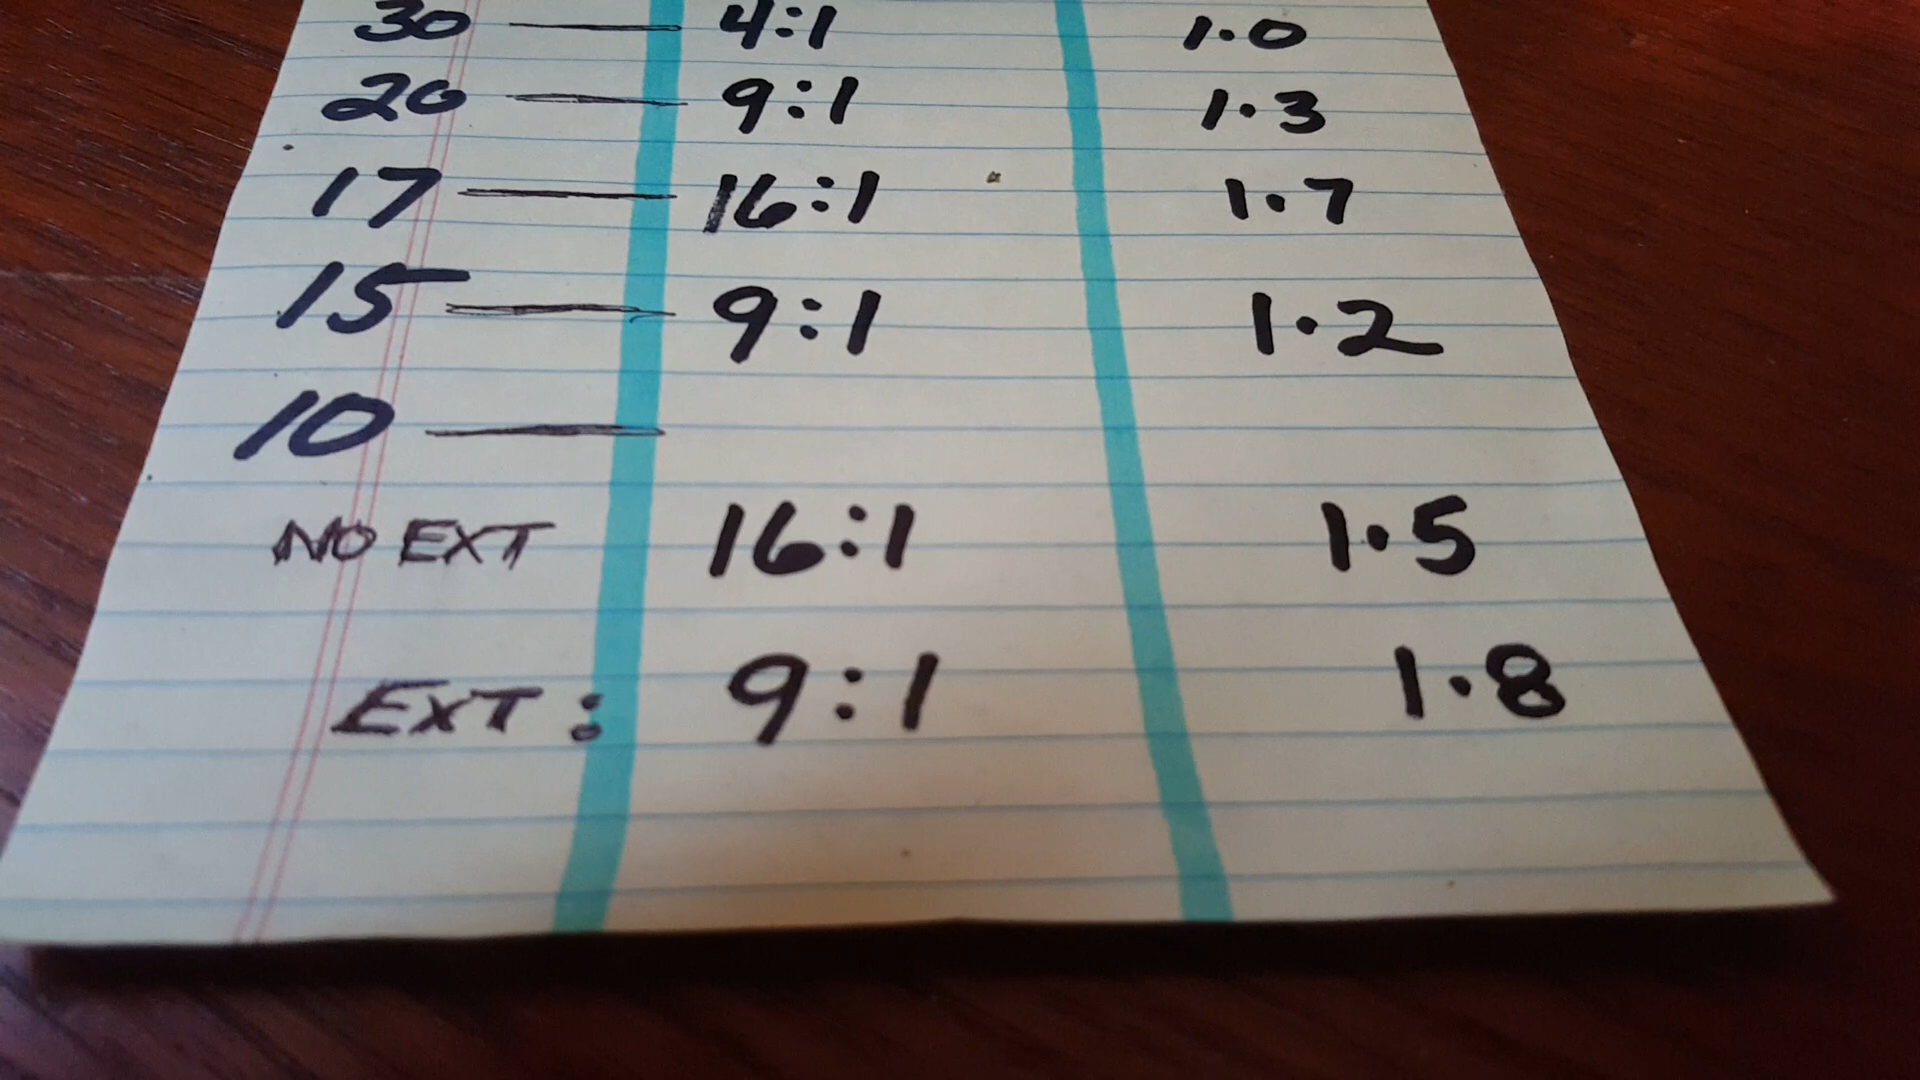 30 — 4:1 1.0
20 — 9:1 1.3
17 — 16:1 1.7
15 — 9:1 1.2
10 —
NO EXT 16:1 1.5
EXT: 9:1 1.8